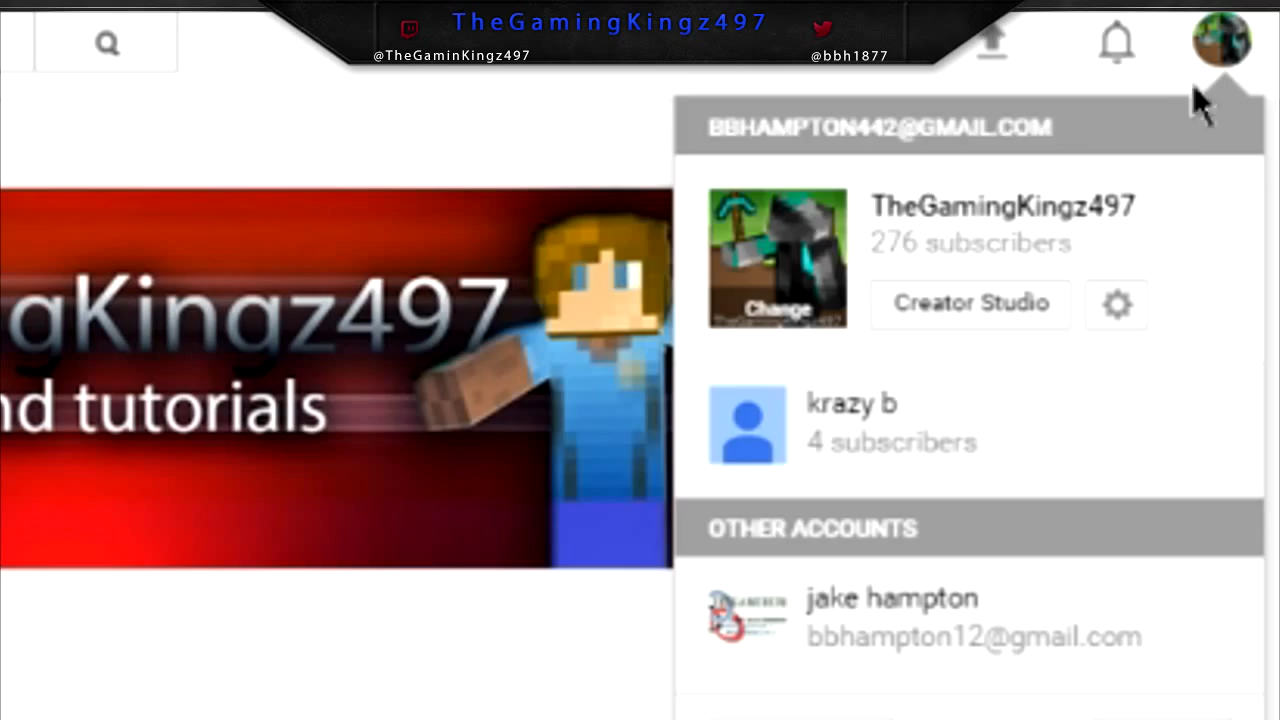 TheGamingKingz497
@TheGaminKingz497
@bbh1877
BBHAMPTON442@GMAIL.COM
TheGamingKingz497
276 subscribers
Change
Creator Studio
gKingz497
nd tutorials
krazy b
4 subscribers
OTHER ACCOUNTS
jake hampton
bbhampton12@gmail.com